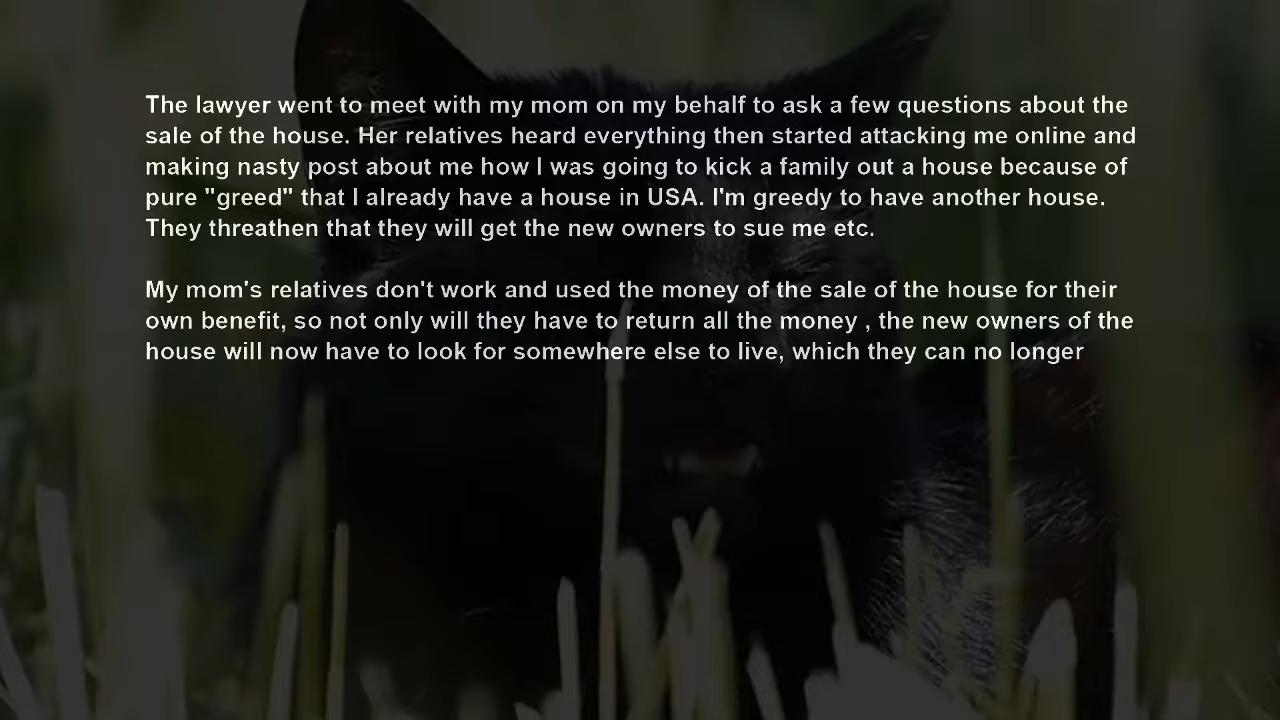 The lawyer went to meet with my mom on my behalf to ask a few questions about the
sale of the house. Her relatives heard everything then started attacking me online and
making nasty post about me how I was going to kick a family out a house because of
pure "greed" that I already have a house in USA. I'm greedy to have another house.
They threathen that they will get the new owners to sue me etc.
My mom's relatives don't work and used the money of the sale of the house for their
own benefit, so not only will they have to return all the money , the new owners of the
house will now have to look for somewhere else to live, which they can no longer